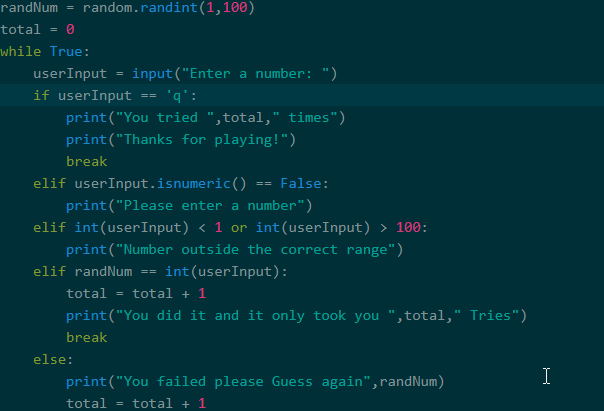 randNum = random.randint(1,100)
total = 0
while True:
    userInput = input("Enter a number: ")
    if userInput == 'q':
        print("You tried ",total," times")
        print("Thanks for playing!")
        break
    elif userInput.isnumeric() == False:
        print("Please enter a number")
    elif int(userInput) < 1 or int(userInput) > 100:
        print("Number outside the correct range")
    elif randNum == int(userInput):
        total = total + 1
        print("You did it and it only took you ",total," Tries")
        break
    else:
        print("You failed please Guess again",randNum)
        total = total + 1